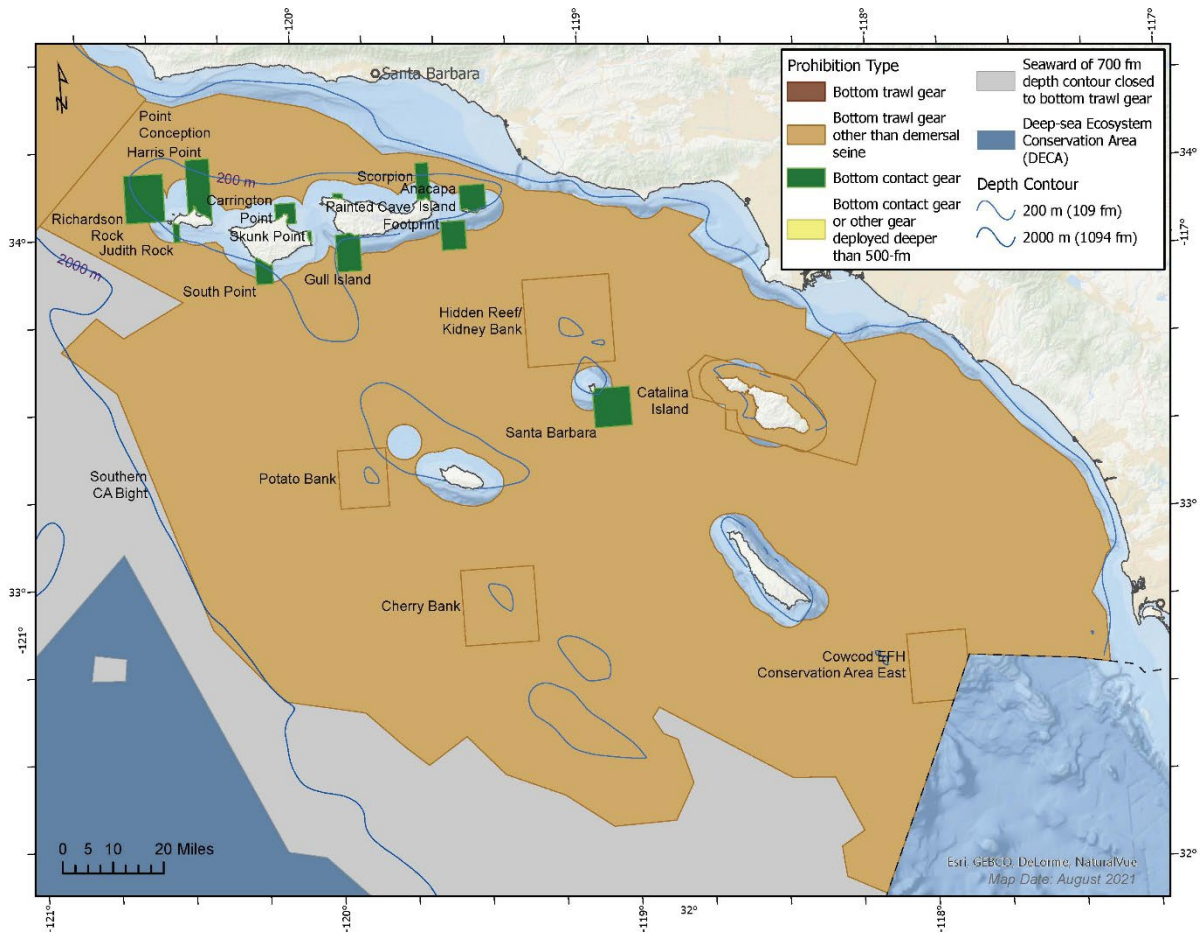 -120°
-119°
-118°
-117°
Santa Barbara
Prohibition Type
Bottom trawl gear
Bottom trawl gear
other than demersal
seine
Bottom contact gear
Bottom contact gear
or other gear
deployed deeper
than 500-fm
Seaward of 700 fm
depth contour closed
to bottom trawl gear
Deep-sea Ecosystem
Conservation Area
(DECA)
Depth Contour
200 m (109 fm)
2000 m (1094 fm)
Point
Conception
Harris Point
200 m
Scorpion
Anacapa
Island
Carrington
Point
Painted Cave
Richardson
Rock
Footprint
Skunk Point
Judith Rock
34°
34°
-117°
2000 m
South Point
Gull Island
Hidden Reef/
Kidney Bank
Catalina
Island
Santa Barbara
Southern
CA Bight
Potato Bank
33°
33°
-121°
Cherry Bank
Cowcod EFH
Conservation Area East
0 5 10 20 Miles
32°
Esri, GEBCO, DeLorme, NaturalVue
Map Date: August 2021
-121°
-120°
-119°
32°
-118°